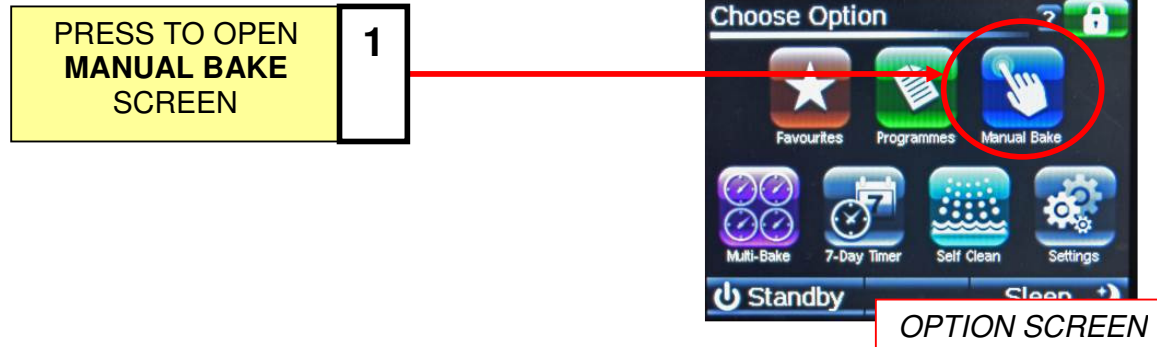 PRESS TO OPEN
MANUAL BAKE
SCREEN
1
Choose Option
?
Favourites
Programmes
Manual Bake
7
Multi-Bake
7-Day Timer
Self Clean
Settings
Standby
Sleep
OPTION SCREEN